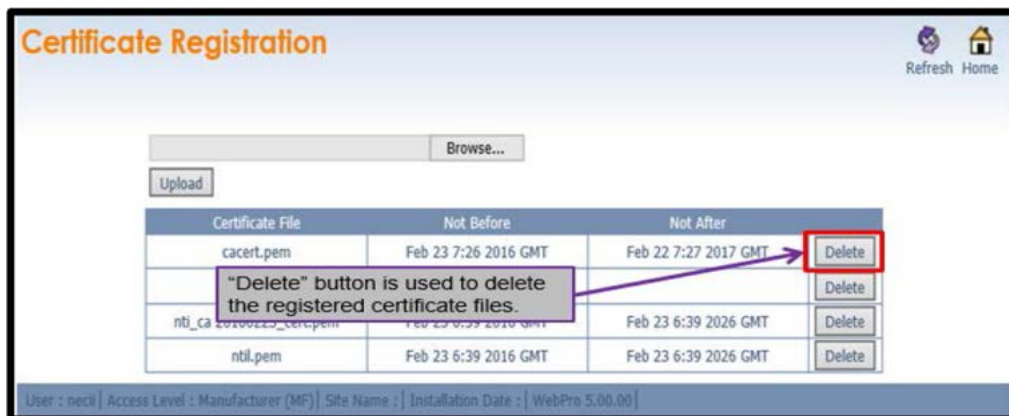 Certificate Registration
Refresh Home
Browse...
Upload
Certificate File Not Before Not After
cacert.pem Feb 23 7:26 2016 GMT Feb 22 7:27 2017 GMT Delete
"Delete" button is used to delete
the registered certificate files.
Delete
Feb 23 6:39 2026 GMT Delete
ntil.pem Feb 23 6:39 2016 GMT Feb 23 6:39 2026 GMT Delete
User : necii | Access Level : Manufacturer (MF) | Site Name : | Installation Date : | WebPro 5.00.00 |